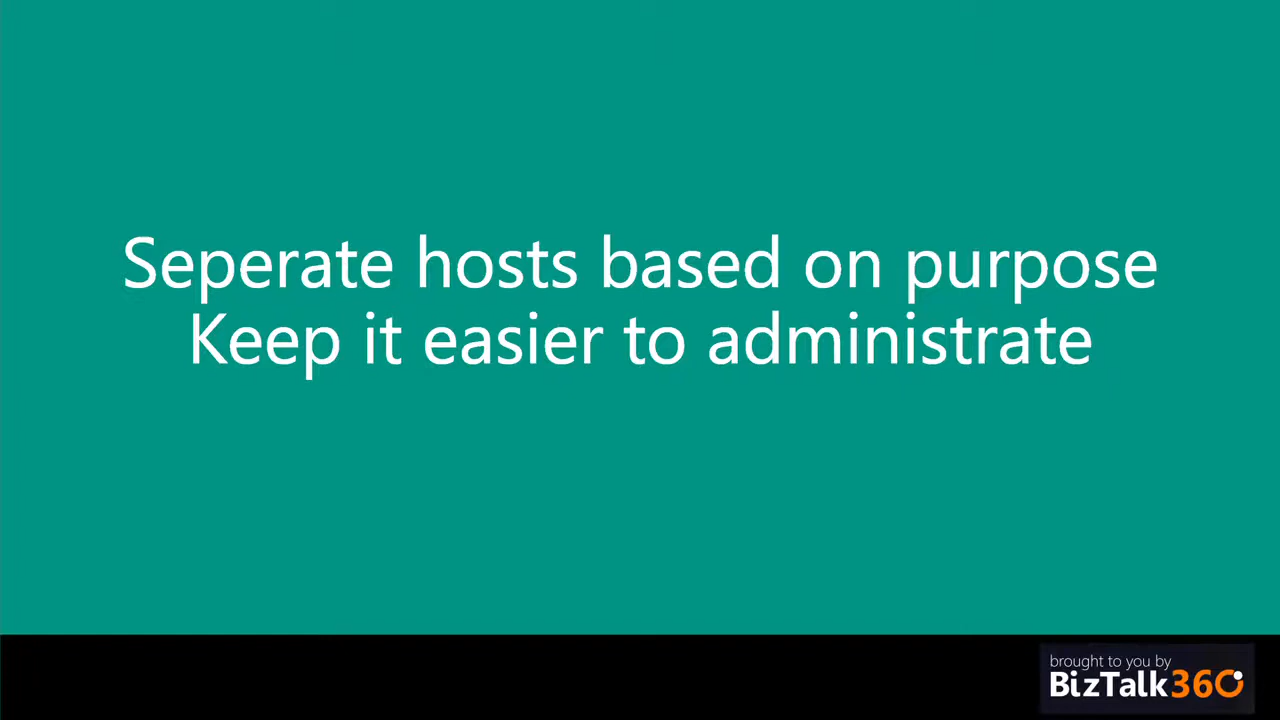 Seperate hosts based on purpose
Keep it easier to administrate
brought to you by
BizTalk360